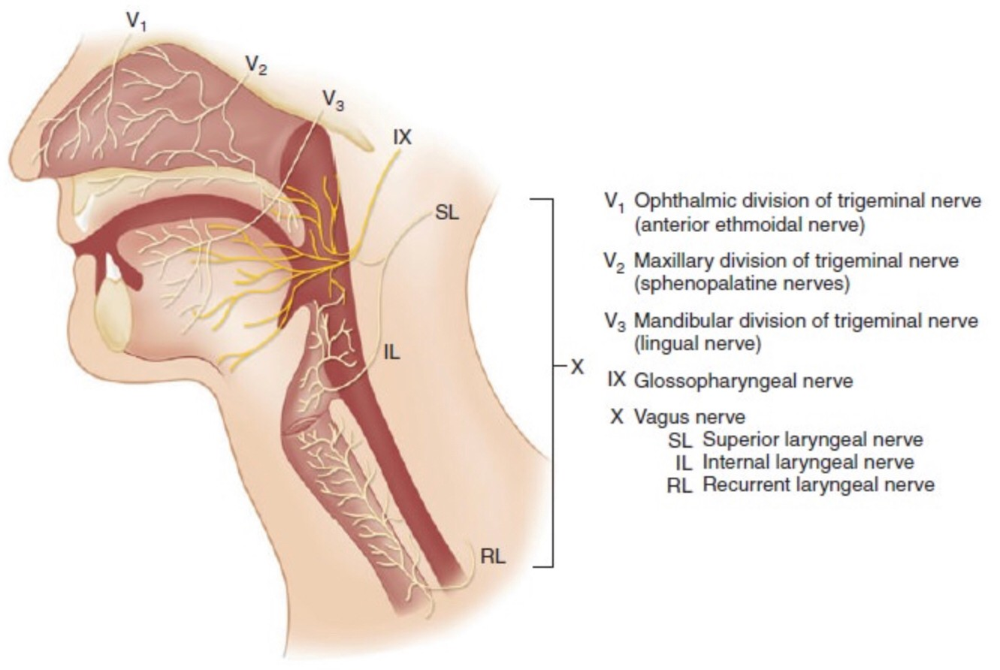 V1
V2
V3
IX
SL
IL
RL
X
V1 Ophthalmic division of trigeminal nerve
(anterior ethmoidal nerve)
V2 Maxillary division of trigeminal nerve
(sphenopalatine nerves)
V3 Mandibular division of trigeminal nerve
(lingual nerve)
IX Glossopharyngeal nerve
X Vagus nerve
SL Superior laryngeal nerve
IL Internal laryngeal nerve
RL Recurrent laryngeal nerve